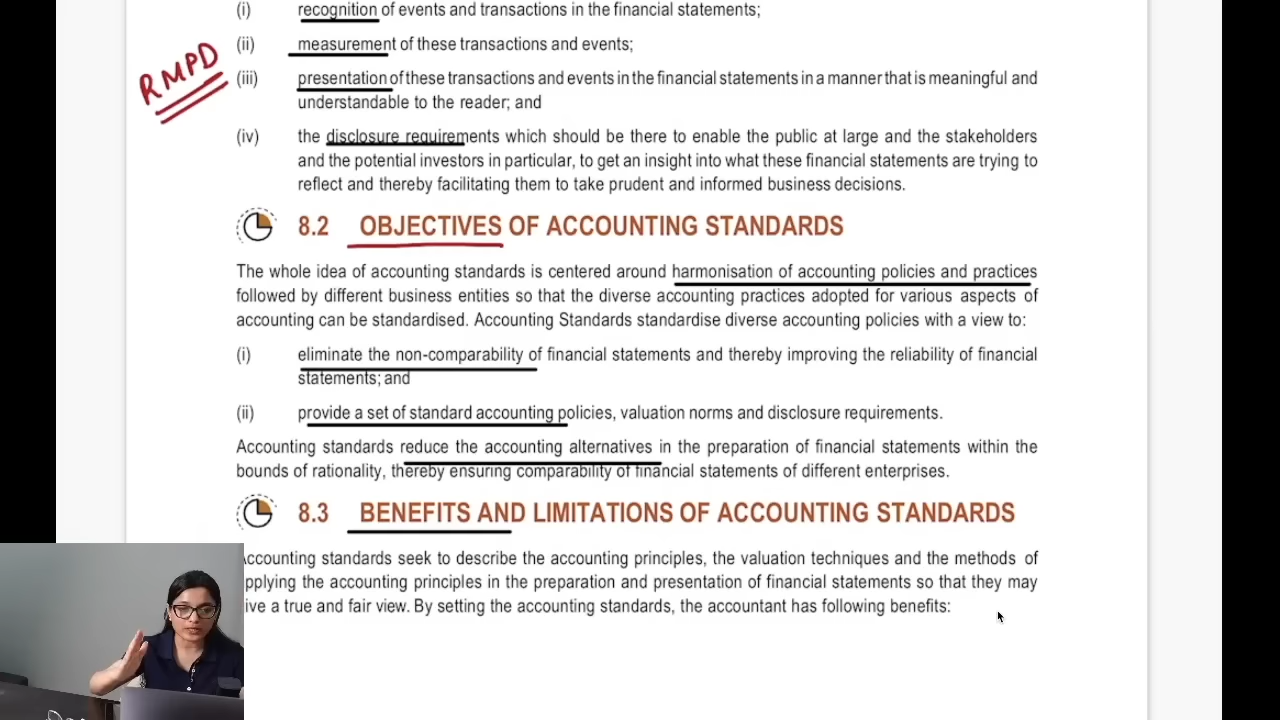 (i) recognition of events and transactions in the financial statements;
(ii) measurement of these transactions and events;
RMPD
(iii) presentation of these transactions and events in the financial statements in a manner that is meaningful and
understandable to the reader; and
(iv) the disclosure requirements which should be there to enable the public at large and the stakeholders
and the potential investors in particular, to get an insight into what these financial statements are trying to
reflect and thereby facilitating them to take prudent and informed business decisions.
8.2 OBJECTIVES OF ACCOUNTING STANDARDS
The whole idea of accounting standards is centered around harmonisation of accounting policies and practices
followed by different business entities so that the diverse accounting practices adopted for various aspects of
accounting can be standardised. Accounting Standards standardise diverse accounting policies with a view to:
(i) eliminate the non-comparability of financial statements and thereby improving the reliability of financial
statements; and
(ii) provide a set of standard accounting policies, valuation norms and disclosure requirements.
Accounting standards reduce the accounting alternatives in the preparation of financial statements within the
bounds of rationality, thereby ensuring comparability of financial statements of different enterprises.
8.3 BENEFITS AND LIMITATIONS OF ACCOUNTING STANDARDS
ccounting standards seek to describe the accounting principles, the valuation techniques and the methods of
pplying the accounting principles in the preparation and presentation of financial statements so that they may
ive a true and fair view. By setting the accounting standards, the accountant has following benefits: